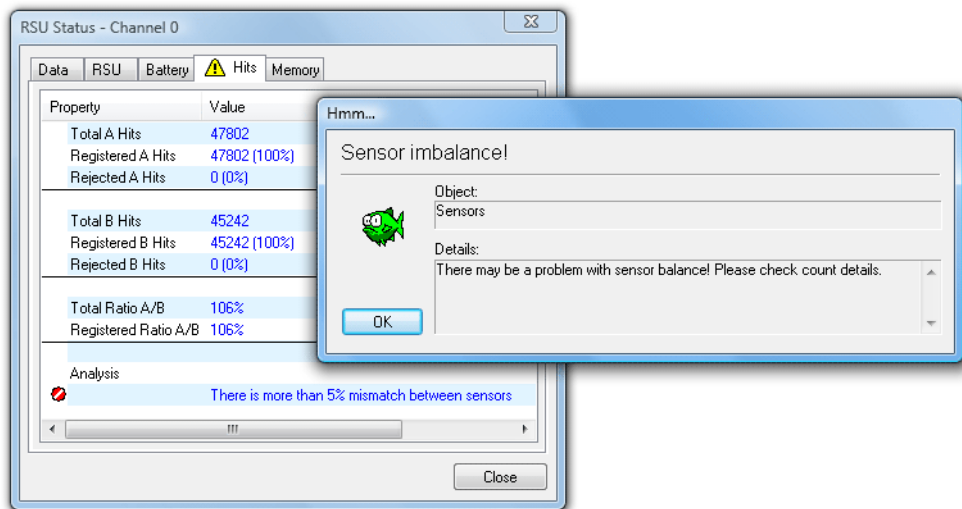 RSU Status - Channel 0
Data RSU Battery Hits Memory
Property Value
Total A Hits 47802
Registered A Hits 47802 (100%)
Rejected A Hits 0 (0%)
Total B Hits 45242
Registered B Hits 45242 (100%)
Rejected B Hits 0 (0%)
Total Ratio A/B 106%
Registered Ratio A/B 106%
Analysis
There is more than 5% mismatch between sensors
Close
Hmm...
Sensor imbalance!
Object:
Sensors
Details:
There may be a problem with sensor balance! Please check count details.
OK